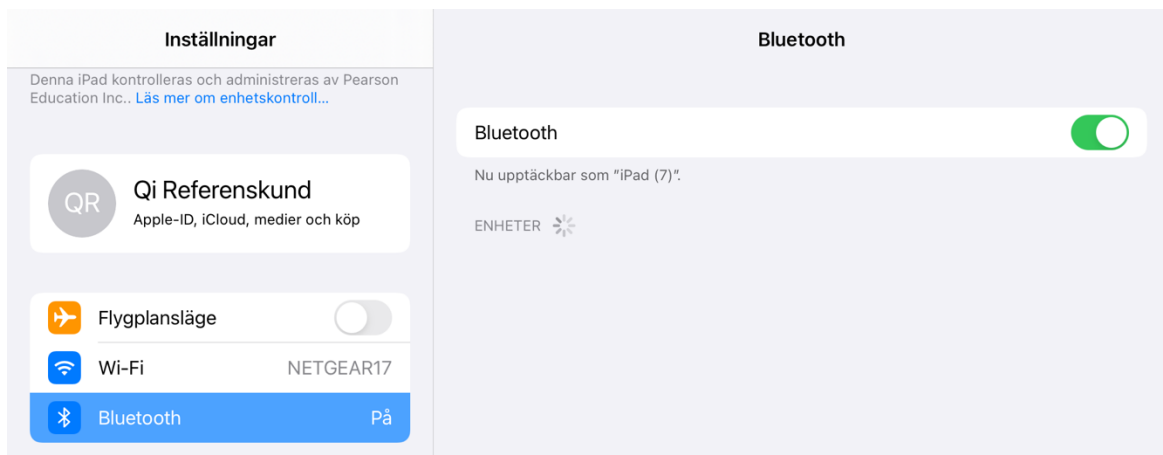 Inställningar
Denna iPad kontrolleras och administreras av Pearson
Education Inc.. Läs mer om enhetskontroll...
QR
Qi Referenskund
Apple-ID, iCloud, medier och köp
Flygplansläge
Wi-Fi NETGEAR17
Bluetooth På
Bluetooth
Bluetooth
Nu upptäckbar som "iPad (7)".
ENHETER